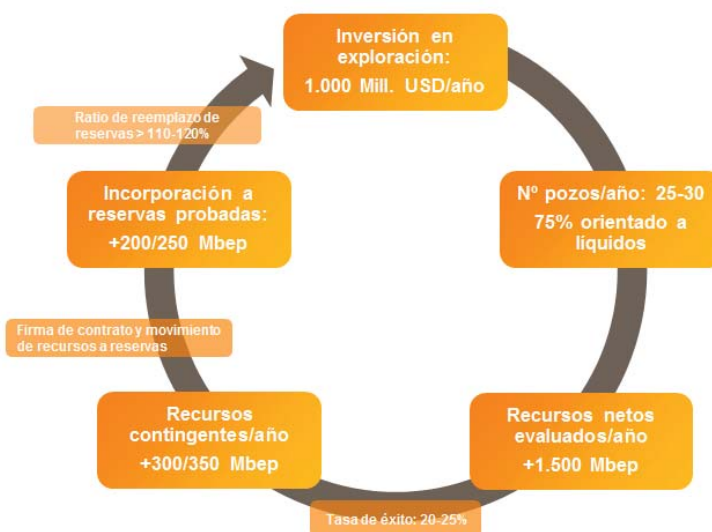 Inversión en
exploración:
1.000 Mill. USD/año
Nº pozos/año: 25-30
75% orientado a
líquidos
Recursos netos
evaluados/año
+1.500 Mbep
Tasa de éxito: 20-25%
Recursos
contingentes/año
+300/350 Mbep
Firma de contrato y movimiento
de recursos a reservas
Incorporación a
reservas probadas:
+200/250 Mbep
Ratio de reemplazo de
reservas > 110-120%